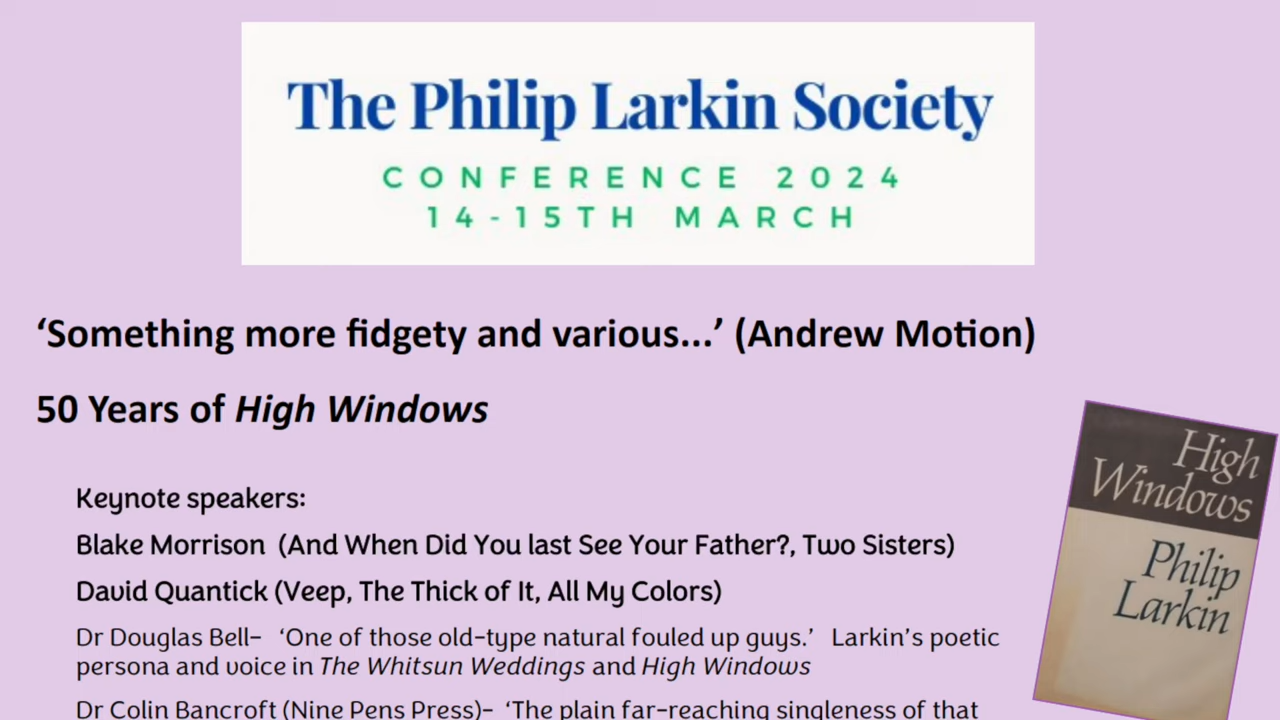 The Philip Larkin Society
CONFERENCE 2024
14-15TH MARCH
‘Something more fidgety and various...’ (Andrew Motion)
50 Years of High Windows
Keynote speakers:
Blake Morrison  (And When Did You last See Your Father?, Two Sisters)
David Quantick (Veep, The Thick of It, All My Colors)
Dr Douglas Bell–  ‘One of those old-type natural fouled up guys.’  Larkin’s poetic
persona and voice in The Whitsun Weddings and High Windows
Dr Colin Bancroft (Nine Pens Press)–  ‘The plain far-reaching singleness of that
High
Windows
Philip
Larkin